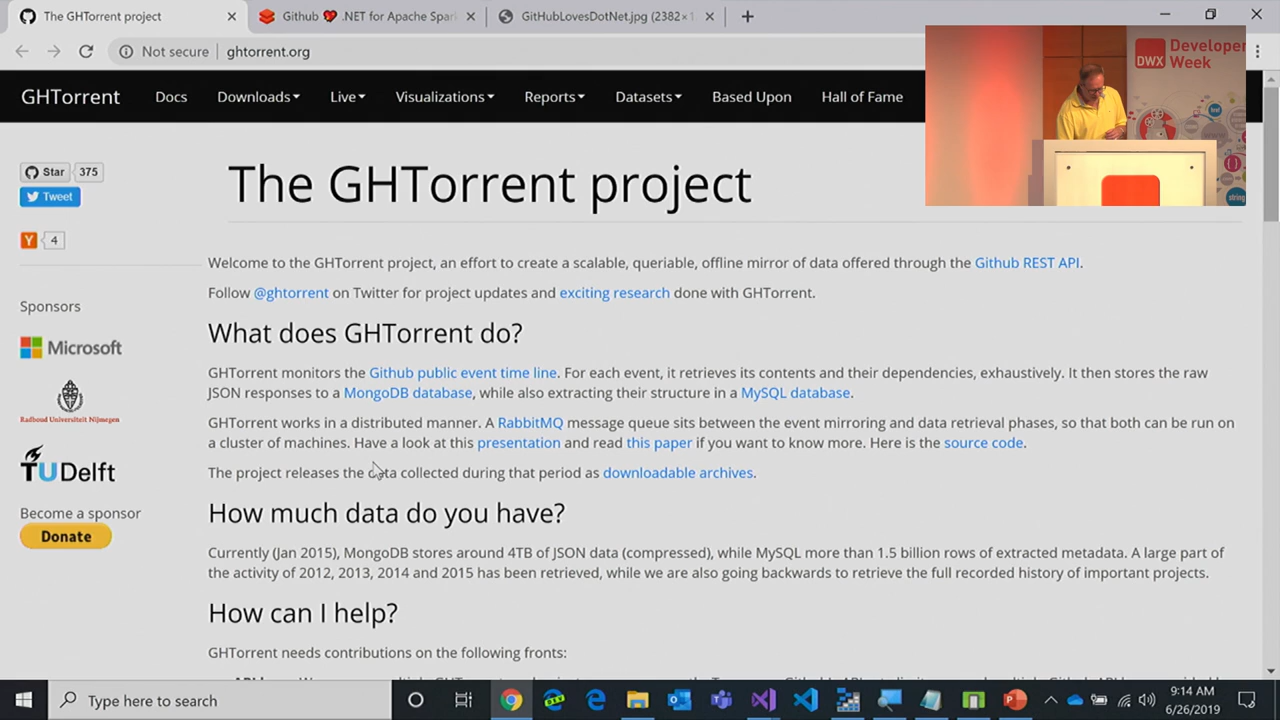 The GHTorrent project
Github ❤ .NET for Apache Spar
GitHubLovesDotNet.jpg (2382×1
Not secure
ghtorrent.org
GHTorrent
Docs
Downloads
Live
Visualizations
Reports
Datasets
Based Upon
Hall of Fame
DWX
Developer
Week
string
Star
375
Tweet
Y
4
The GHTorrent project
Welcome to the GHTorrent project, an effort to create a scalable, queriable, offline mirror of data offered through the Github REST API.
Follow @ghtorrent on Twitter for project updates and exciting research done with GHTorrent.
Sponsors
Microsoft
Radboud Universiteit Nijmegen
TUDelft
Become a sponsor
Donate
What does GHTorrent do?
GHTorrent monitors the Github public event time line. For each event, it retrieves its contents and their dependencies, exhaustively. It then stores the raw
JSON responses to a MongoDB database, while also extracting their structure in a MySQL database.
GHTorrent works in a distributed manner. A RabbitMQ message queue sits between the event mirroring and data retrieval phases, so that both can be run on
a cluster of machines. Have a look at this presentation and read this paper if you want to know more. Here is the source code.
The project releases the data collected during that period as downloadable archives.
How much data do you have?
Currently (Jan 2015), MongoDB stores around 4TB of JSON data (compressed), while MySQL more than 1.5 billion rows of extracted metadata. A large part of
the activity of 2012, 2013, 2014 and 2015 has been retrieved, while we are also going backwards to retrieve the full recorded history of important projects.
How can I help?
GHTorrent needs contributions on the following fronts:
Type here to search
9:14 AM
6/26/2019